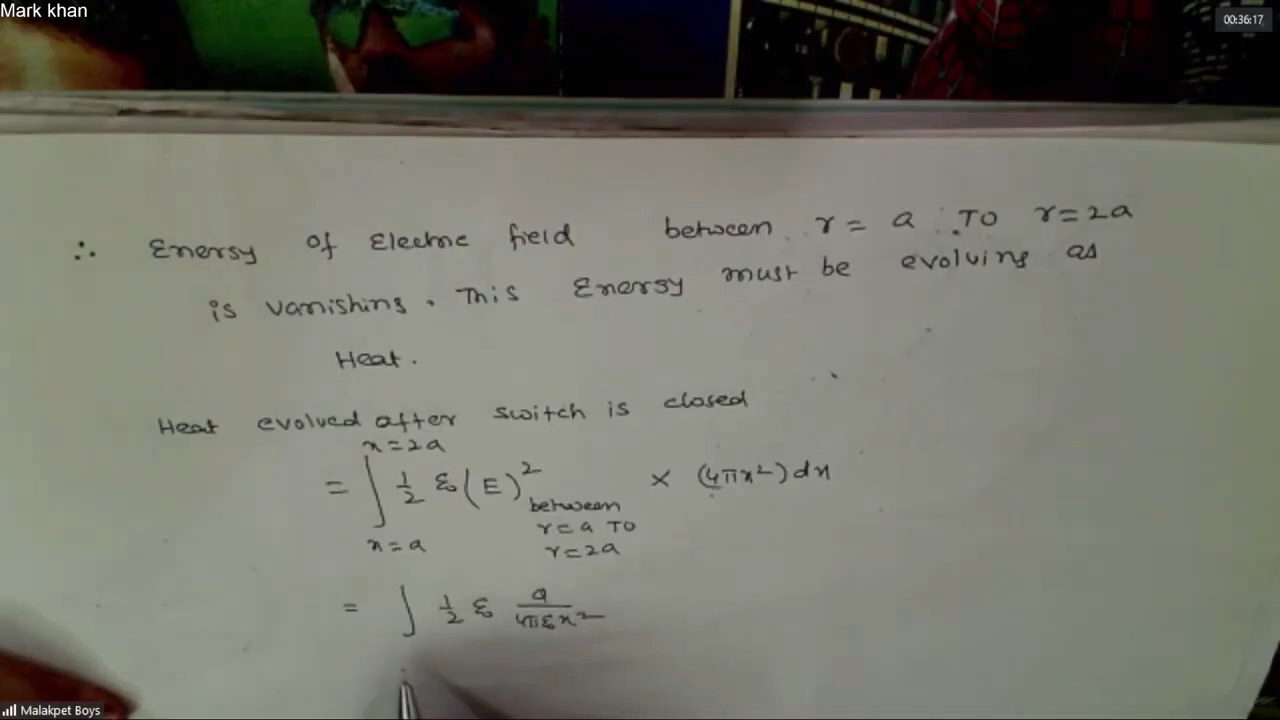 Mark khan
00:36:17
∴ Energy of Electric field between r = a To r=2a
is vanishing. This Energy must be evolving as
Heat.
Heat evolved after switch is closed
x=2a
= ∫ 1/2 ε₀(E)² × (4πx²)dx
between
r=a To
x=a r=2a
= ∫ 1/2 ε₀ Q/4πε₀x²
Malakpet Boys